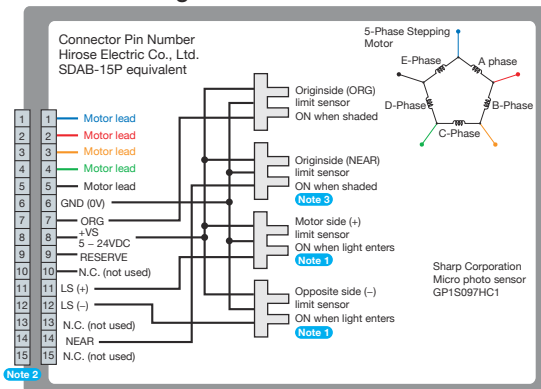 Connector Pin Number
Hirose Electric Co., Ltd.
SDAB-15P equivalent
5-Phase Stepping
Motor
E-Phase
A phase
D-Phase
B-Phase
C-Phase
1 1 Motor lead
2 2 Motor lead
3 3 Motor lead
4 4 Motor lead
5 5 Motor lead
6 6 GND (0V)
7 7 ORG
8 8 +VS
5 – 24VDC
9 9 RESERVE
10 10 N.C. (not used)
11 11 LS (+)
12 12 LS (–)
13 13 N.C. (not used)
14 14 NEAR
15 15 N.C. (not used)
Note 2
Originside (ORG)
limit sensor
ON when shaded
Originside (NEAR)
limit sensor
ON when shaded
Note 3
Motor side (+)
limit sensor
ON when light enters
Note 1
Opposite side (–)
limit sensor
ON when light enters
Note 1
Sharp Corporation
Micro photo sensor
GP1S097HC1